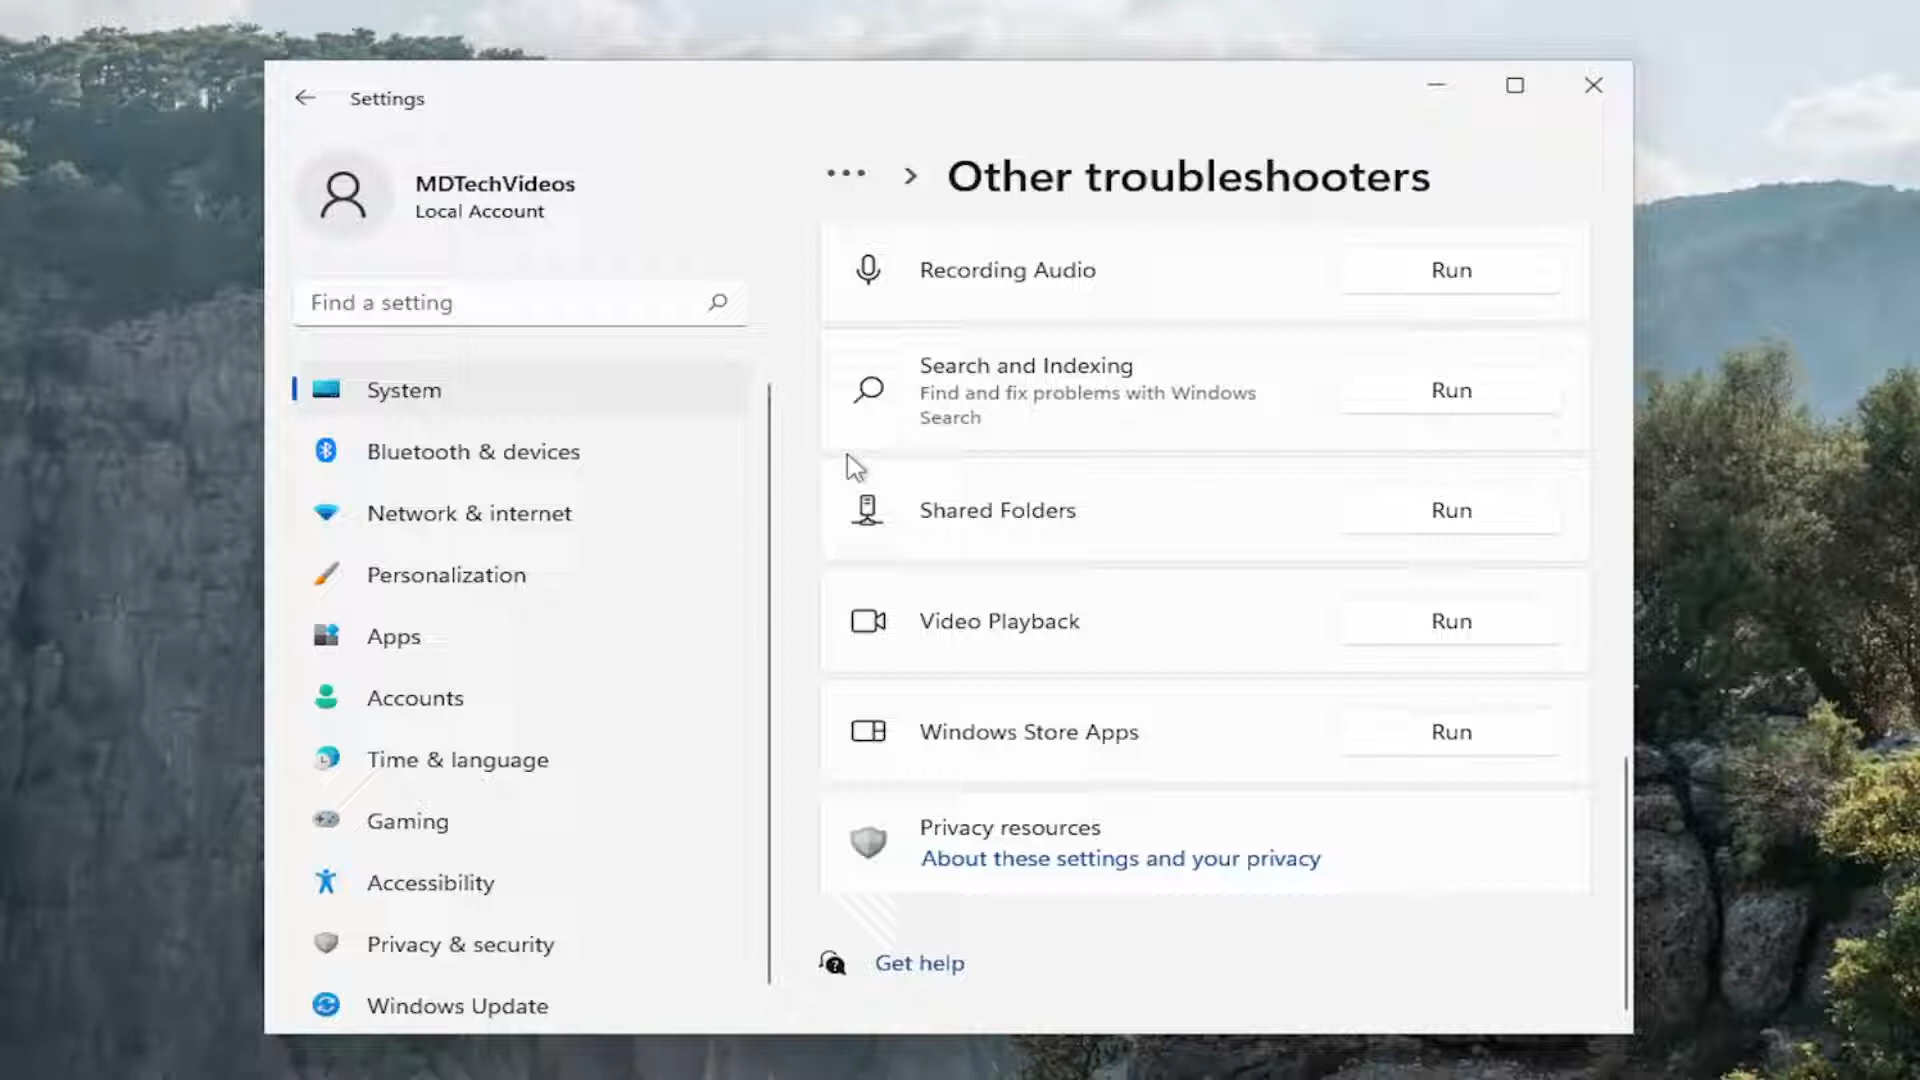 Settings
MDTechVideos
Local Account
Find a setting
System
Bluetooth & devices
Network & internet
Personalization
Apps
Accounts
Time & language
Gaming
Accessibility
Privacy & security
Windows Update
... > Other troubleshooters
Recording Audio
Run
Search and Indexing
Find and fix problems with Windows
Search
Run
Shared Folders
Run
Video Playback
Run
Windows Store Apps
Run
Privacy resources
About these settings and your privacy
Get help